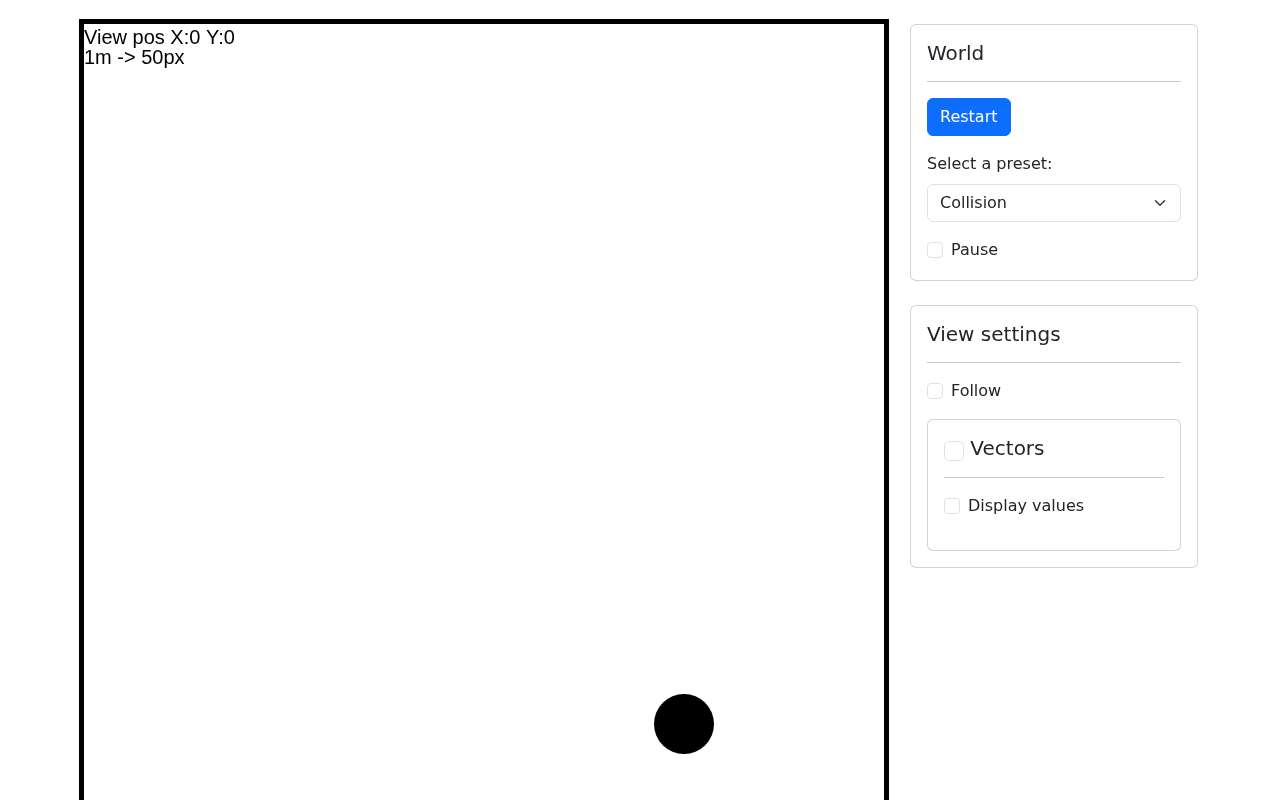 View pos X:0 Y:0
1m -> 50px
World
Restart
Select a preset:
Collision
Pause
View settings
Follow
Vectors
Display values